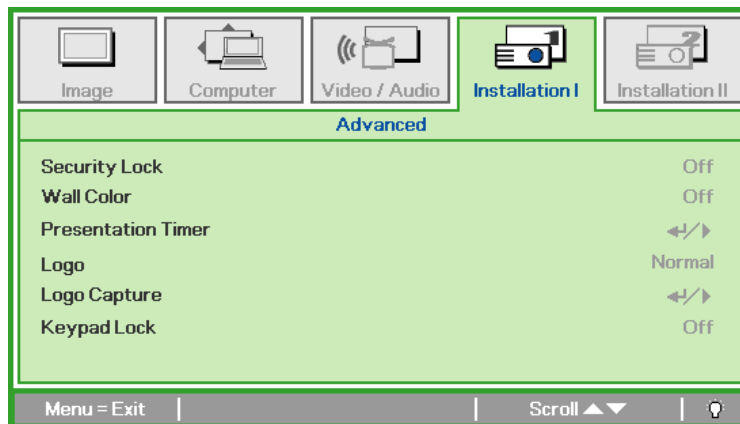 Image
Computer
Video / Audio
Installation I
Installation II
Advanced
Security Lock Off
Wall Color Off
Presentation Timer
Logo Normal
Logo Capture
Keypad Lock Off
Menu = Exit
Scroll